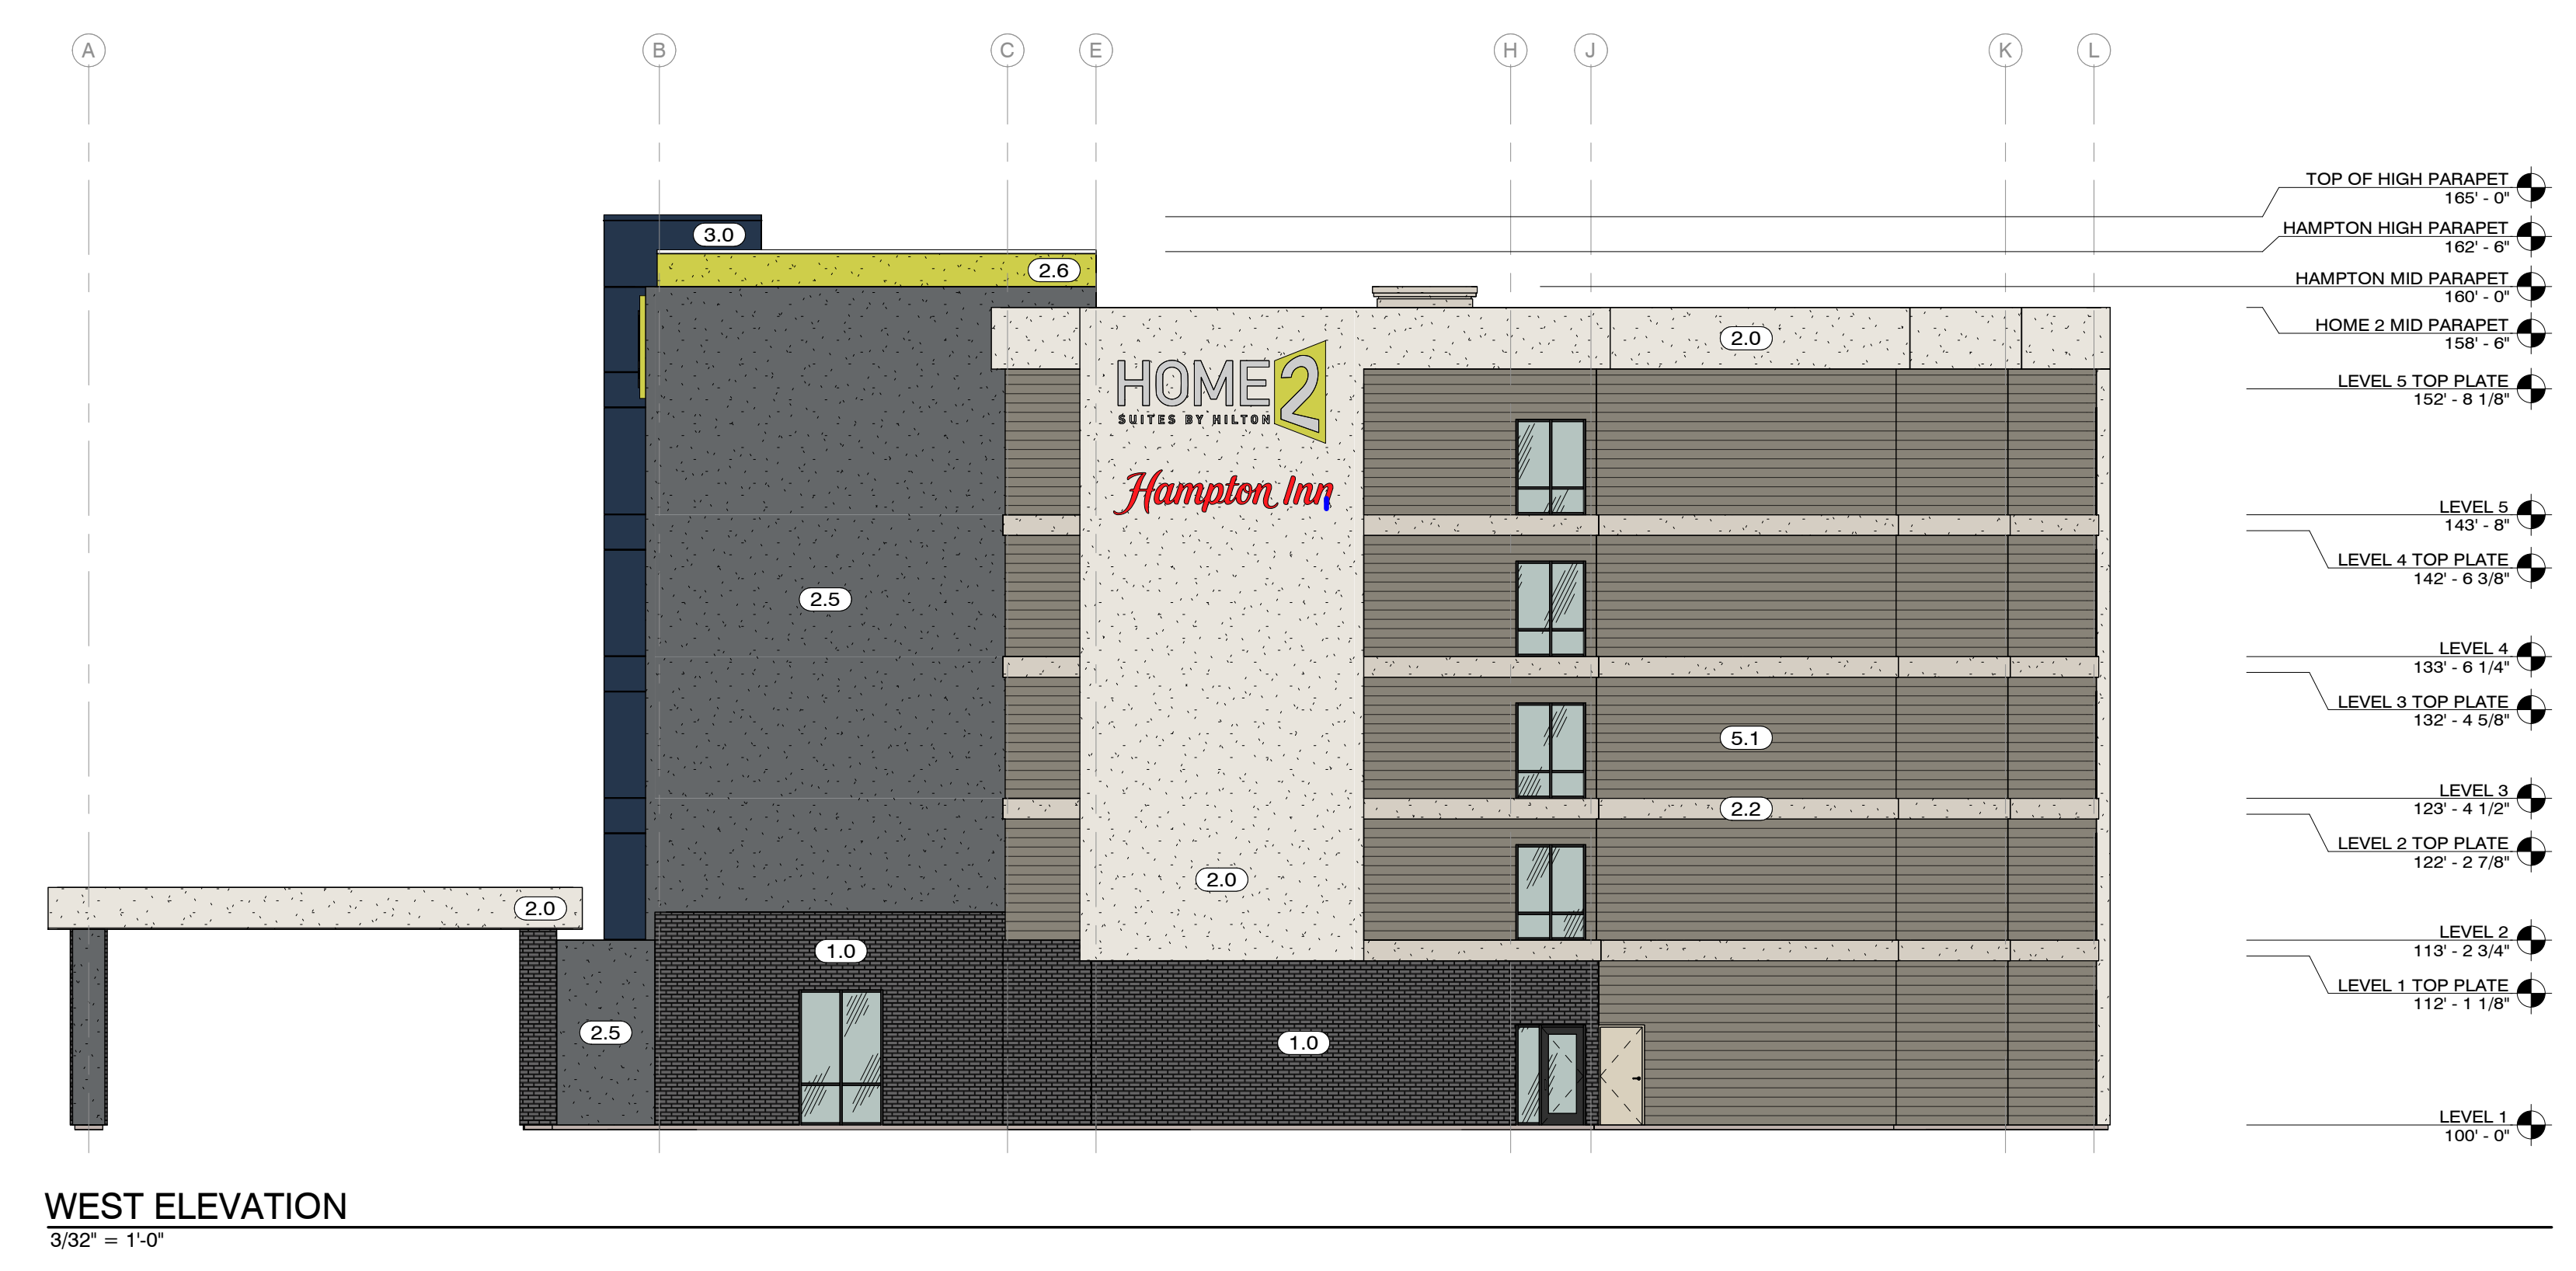 A B C E H J K L
TOP OF HIGH PARAPET
165' - 0"
HAMPTON HIGH PARAPET
162' - 6"
HAMPTON MID PARAPET
160' - 0"
HOME 2 MID PARAPET
158' - 6"
LEVEL 5 TOP PLATE
152' - 8 1/8"
LEVEL 5
143' - 8"
LEVEL 4 TOP PLATE
142' - 6 3/8"
LEVEL 4
133' - 6 1/4"
LEVEL 3 TOP PLATE
132' - 4 5/8"
LEVEL 3
123' - 4 1/2"
LEVEL 2 TOP PLATE
122' - 2 7/8"
LEVEL 2
113' - 2 3/4"
LEVEL 1 TOP PLATE
112' - 1 1/8"
LEVEL 1
100' - 0"
3.0
2.6
2.0
HOME 2
SUITES BY HILTON
Hampton Inn
2.5
5.1
2.2
2.0
2.0
1.0
2.5
1.0
WEST ELEVATION
3/32" = 1'-0"